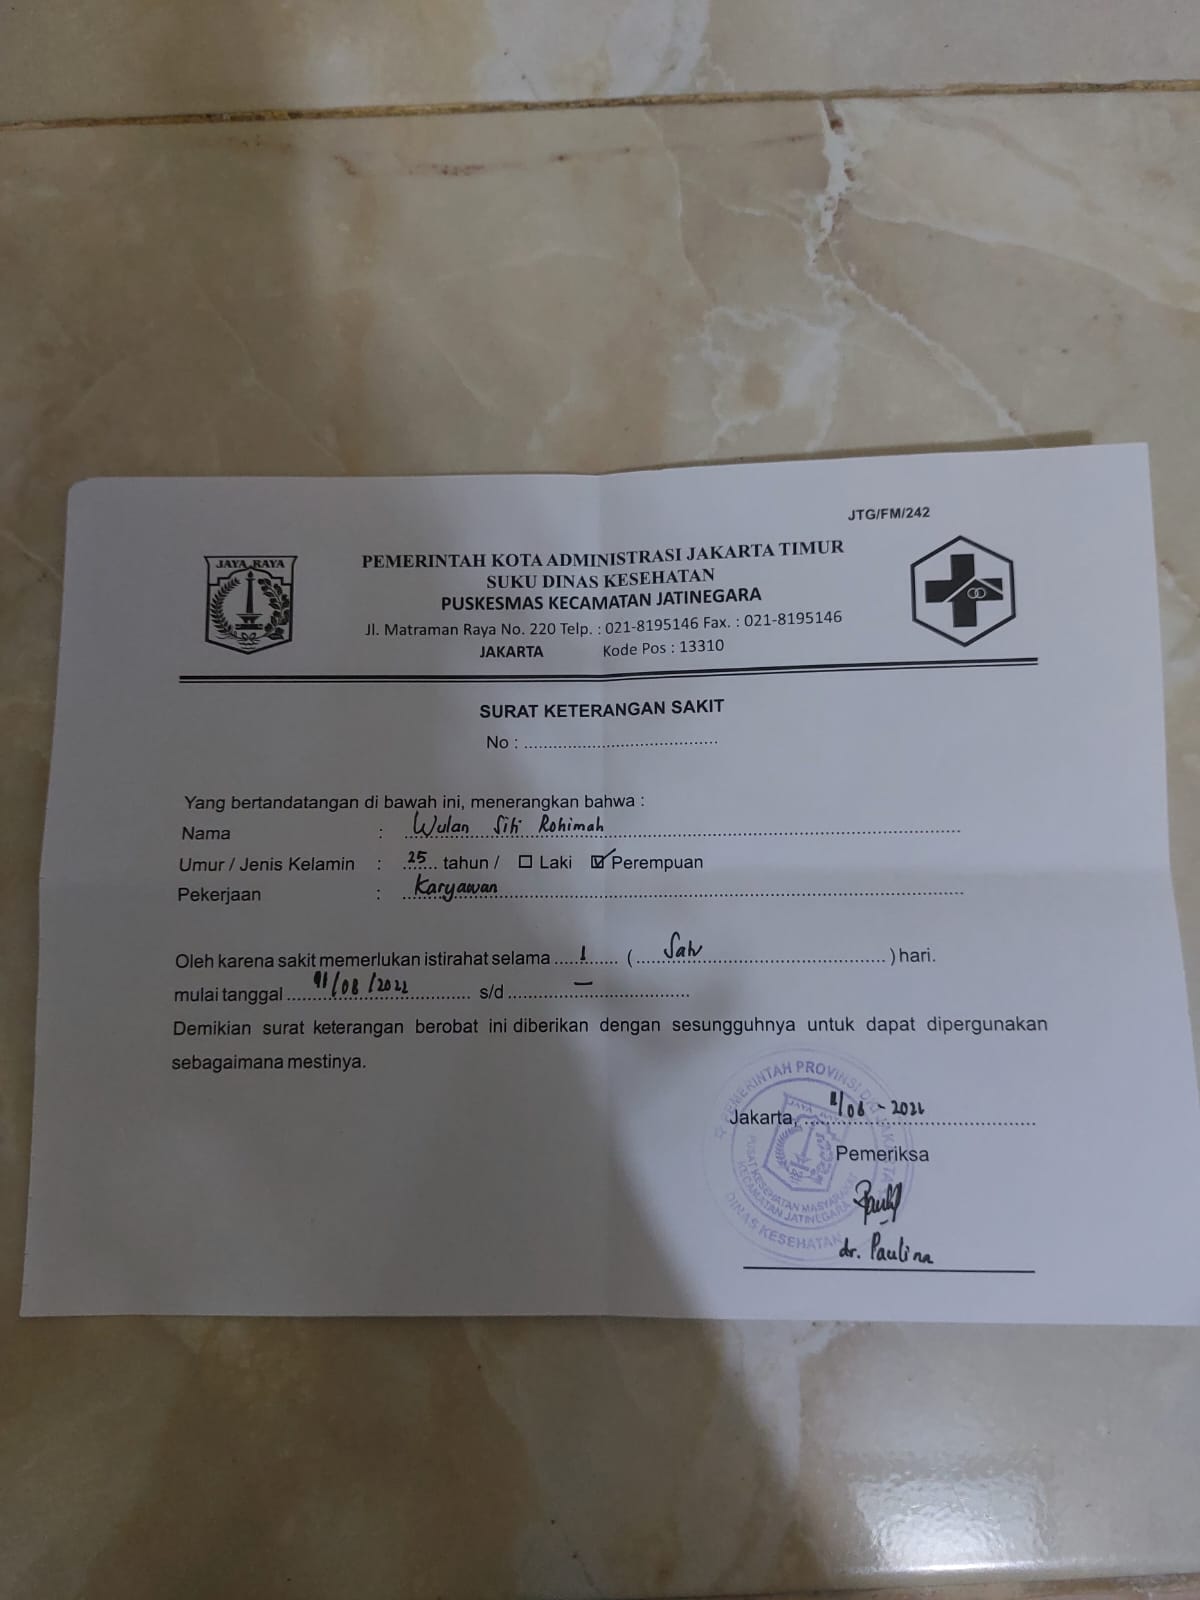 JTG/FM/242
JAYA RAYA
PEMERINTAH KOTA ADMINISTRASI JAKARTA TIMUR
SUKU DINAS KESEHATAN
PUSKESMAS KECAMATAN JATINEGARA
Jl. Matraman Raya No. 220 Telp. : 021-8195146 Fax. : 021-8195146
JAKARTA Kode Pos : 13310
SURAT KETERANGAN SAKIT
No : ........................................
Yang bertandatangan di bawah ini, menerangkan bahwa :
Nama : Wulan Siti Rohimah
Umur / Jenis Kelamin : 25 tahun / ☐ Laki ☑ Perempuan
Pekerjaan : Karyawan
Oleh karena sakit memerlukan istirahat selama 1 ( Satu ) hari.
mulai tanggal /08/2022 s/d –
Demikian surat keterangan berobat ini diberikan dengan sesungguhnya untuk dapat dipergunakan
sebagaimana mestinya.
PEMERINTAH PROVINSI DKI JAKARTA
JAYA
PUSAT KESEHATAN MASYARAKAT
KECAMATAN JATINEGARA
DINAS KESEHATAN
Jakarta,
Pemeriksa
dr. Paulina